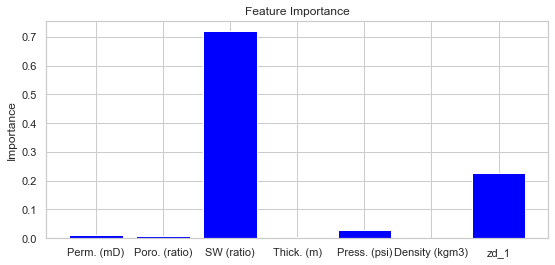 Feature Importance
Importance
0.7
0.6
0.5
0.4
0.3
0.2
0.1
0.0
Perm. (mD) Poro. (ratio) SW (ratio) Thick. (m) Press. (psi) Density (kgm3) zd_1